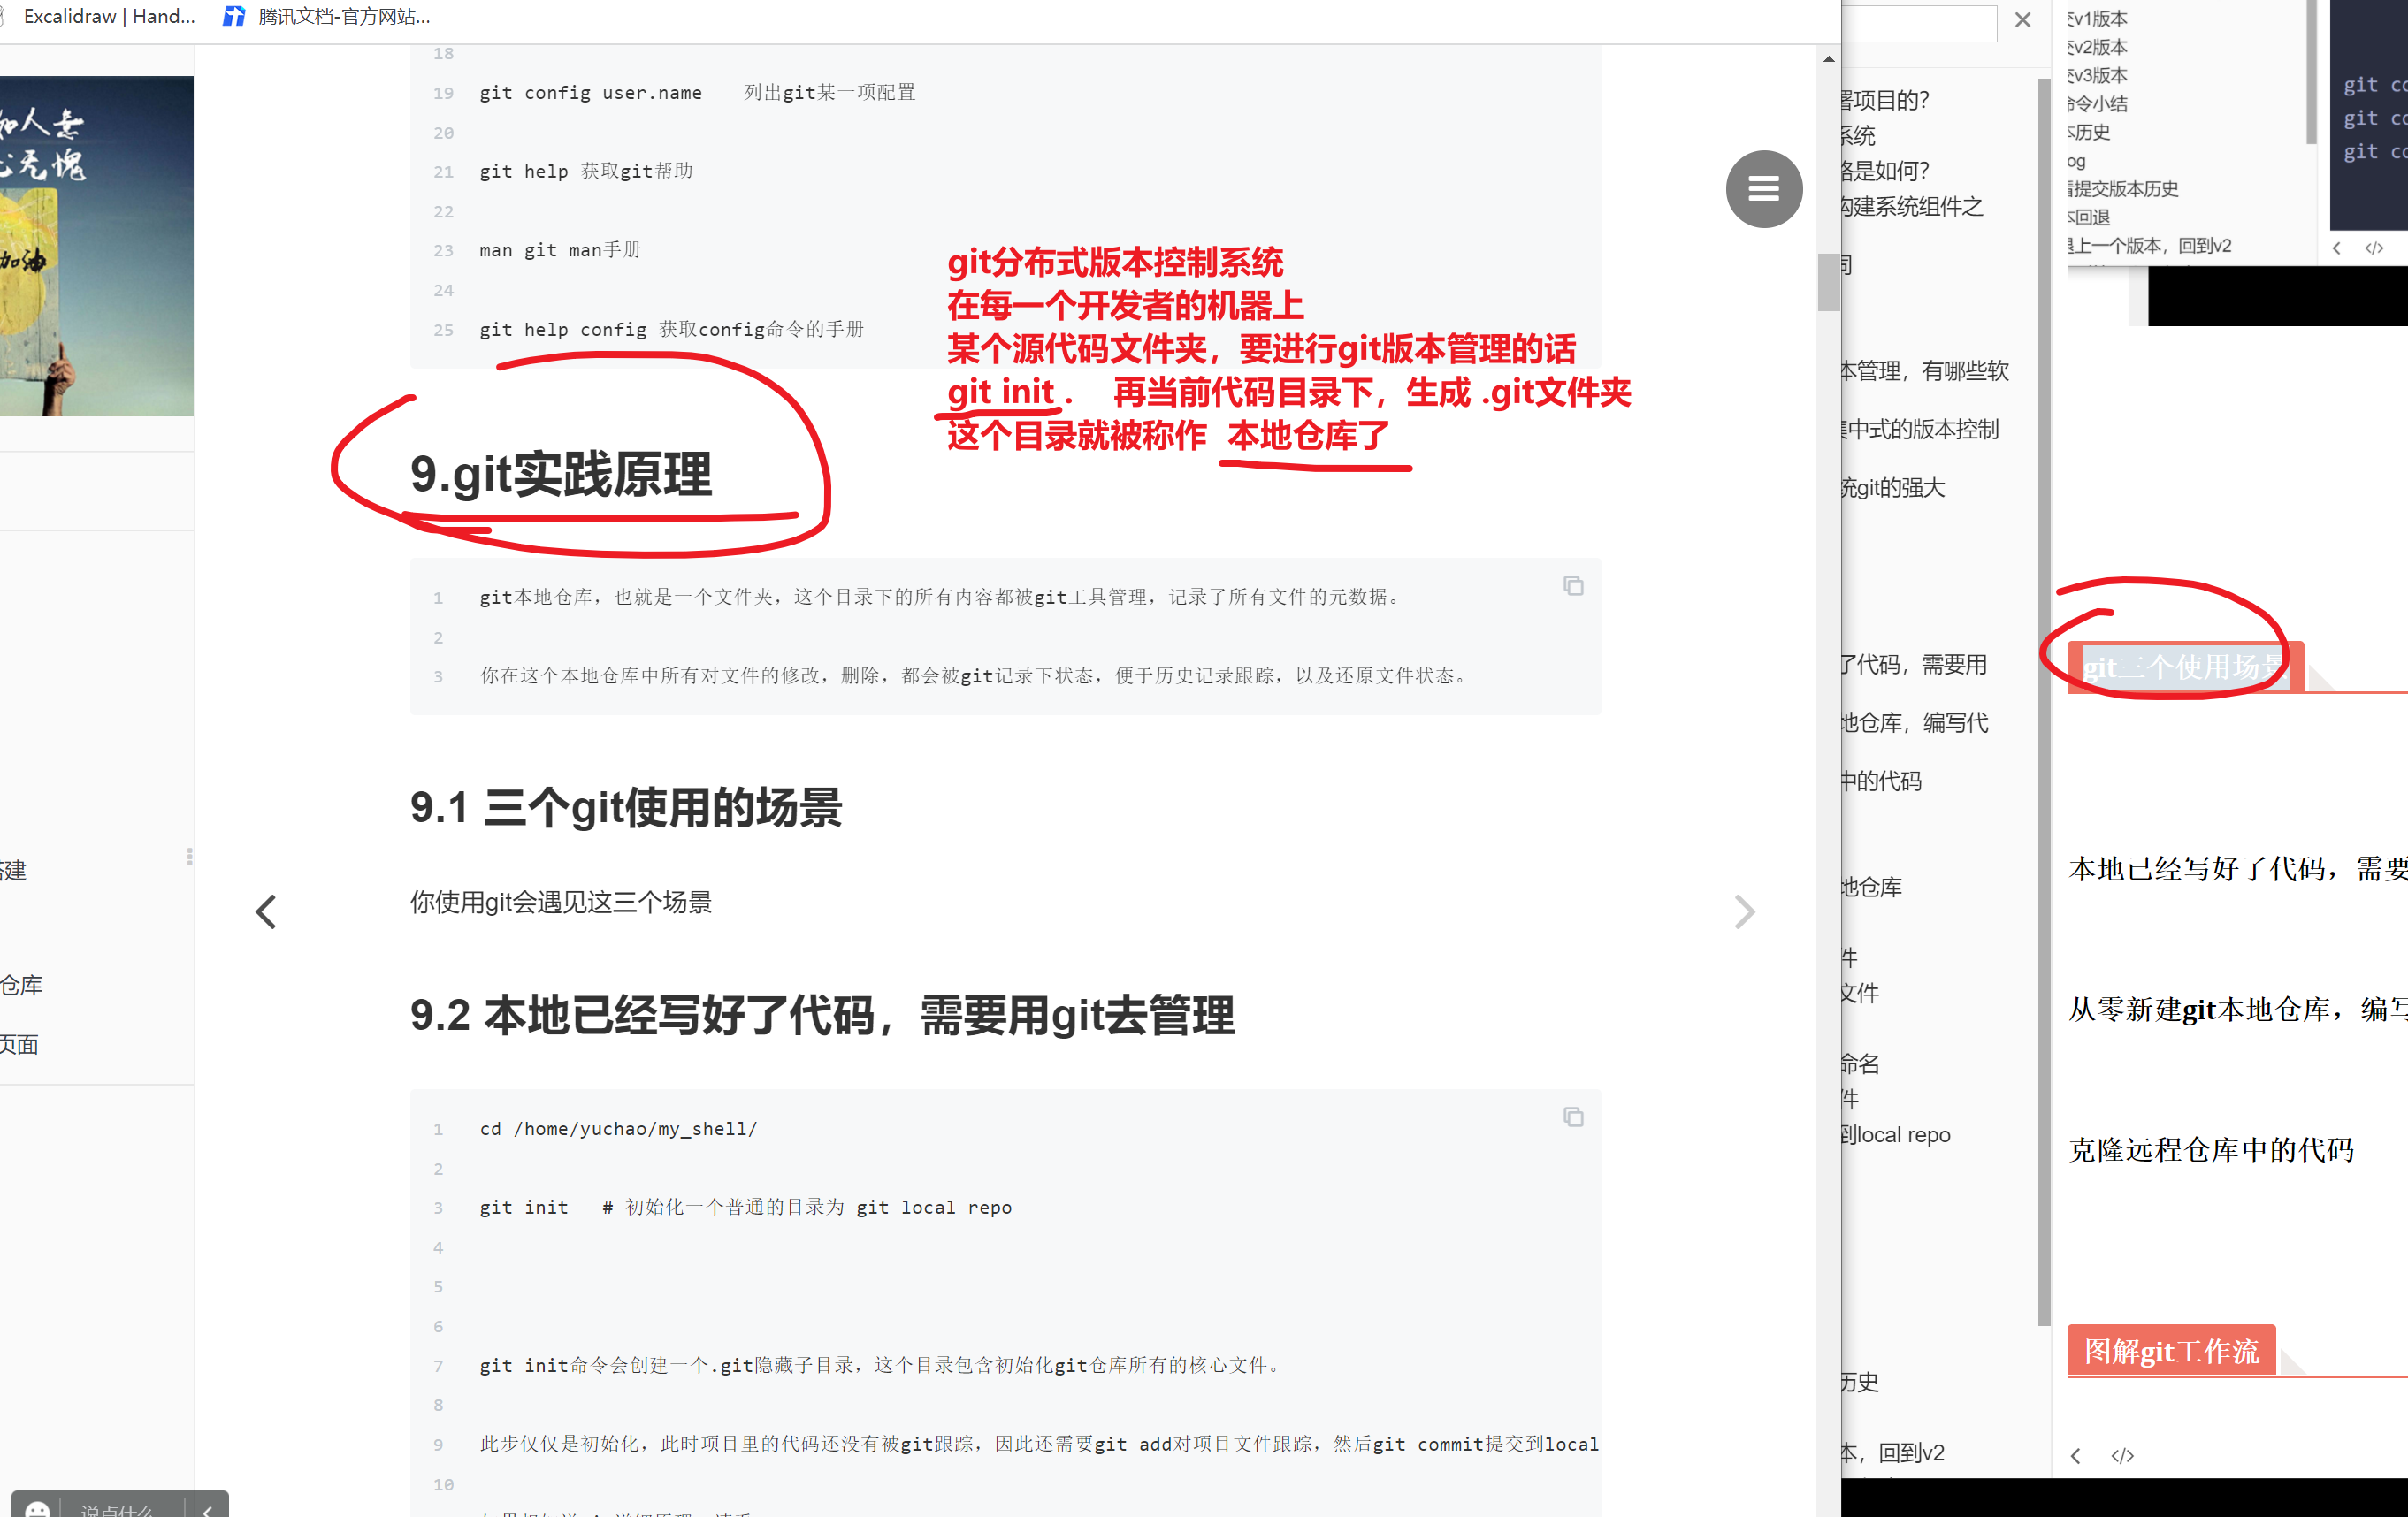 Excalidraw | Hand...
腾讯文档-官方网站...
加油
搭建
仓库
页面
说点什么
18
19 git config user.name 列出git某一项配置
20
21 git help 获取git帮助
22
23 man git man手册
24
25 git help config 获取config命令的手册
git分布式版本控制系统
在每一个开发者的机器上
某个源代码文件夹，要进行git版本管理的话
git init . 再当前代码目录下，生成 .git文件夹
这个目录就被称作 本地仓库了
9.git实践原理
1 git本地仓库，也就是一个文件夹，这个目录下的所有内容都被git工具管理，记录了所有文件的元数据。
2
3 你在这个本地仓库中所有对文件的修改，删除，都会被git记录下状态，便于历史记录跟踪，以及还原文件状态。
9.1 三个git使用的场景
你使用git会遇见这三个场景
9.2 本地已经写好了代码，需要用git去管理
1 cd /home/yuchao/my_shell/
2
3 git init # 初始化一个普通的目录为 git local repo
4
5
6
7 git init命令会创建一个.git隐藏子目录，这个目录包含初始化git仓库所有的核心文件。
8
9 此步仅仅是初始化，此时项目里的代码还没有被git跟踪，因此还需要git add对项目文件跟踪，然后git commit提交到local
10
署项目的？
系统
略是如何？
构建系统组件之
司
本管理，有哪些软
集中式的版本控制
统git的强大
了代码，需要用
地仓库，编写代
中的代码
地仓库
件
文件
命名
件
到local repo
历史
本，回到v2
交v1版本
交v2版本
交v3版本
命令小结
本历史
log
看提交版本历史
本回退
退上一个版本，回到v2
git co
git co
git co
git三个使用场景
本地已经写好了代码，需要
从零新建git本地仓库，编写
克隆远程仓库中的代码
图解git工作流